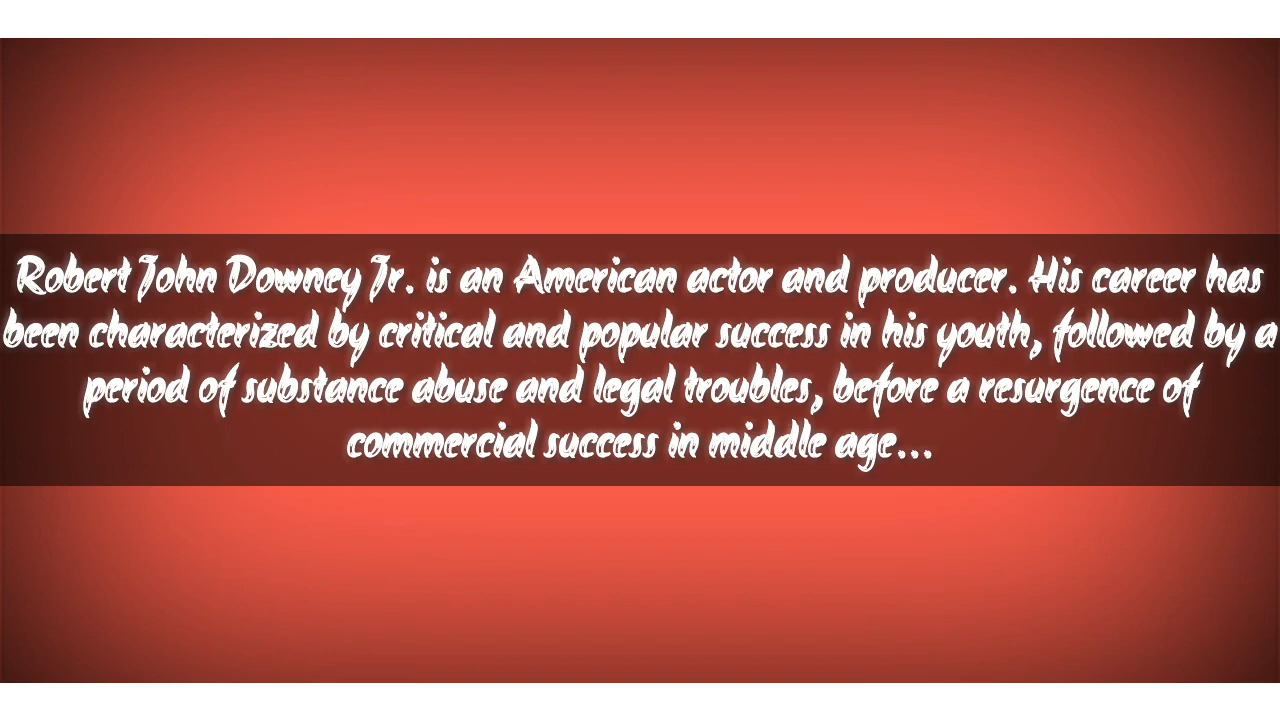 Robert John Downey Jr. is an American actor and producer. His career has
been characterized by critical and popular success in his youth, followed by a
period of substance abuse and legal troubles, before a resurgence of
commercial success in middle age...